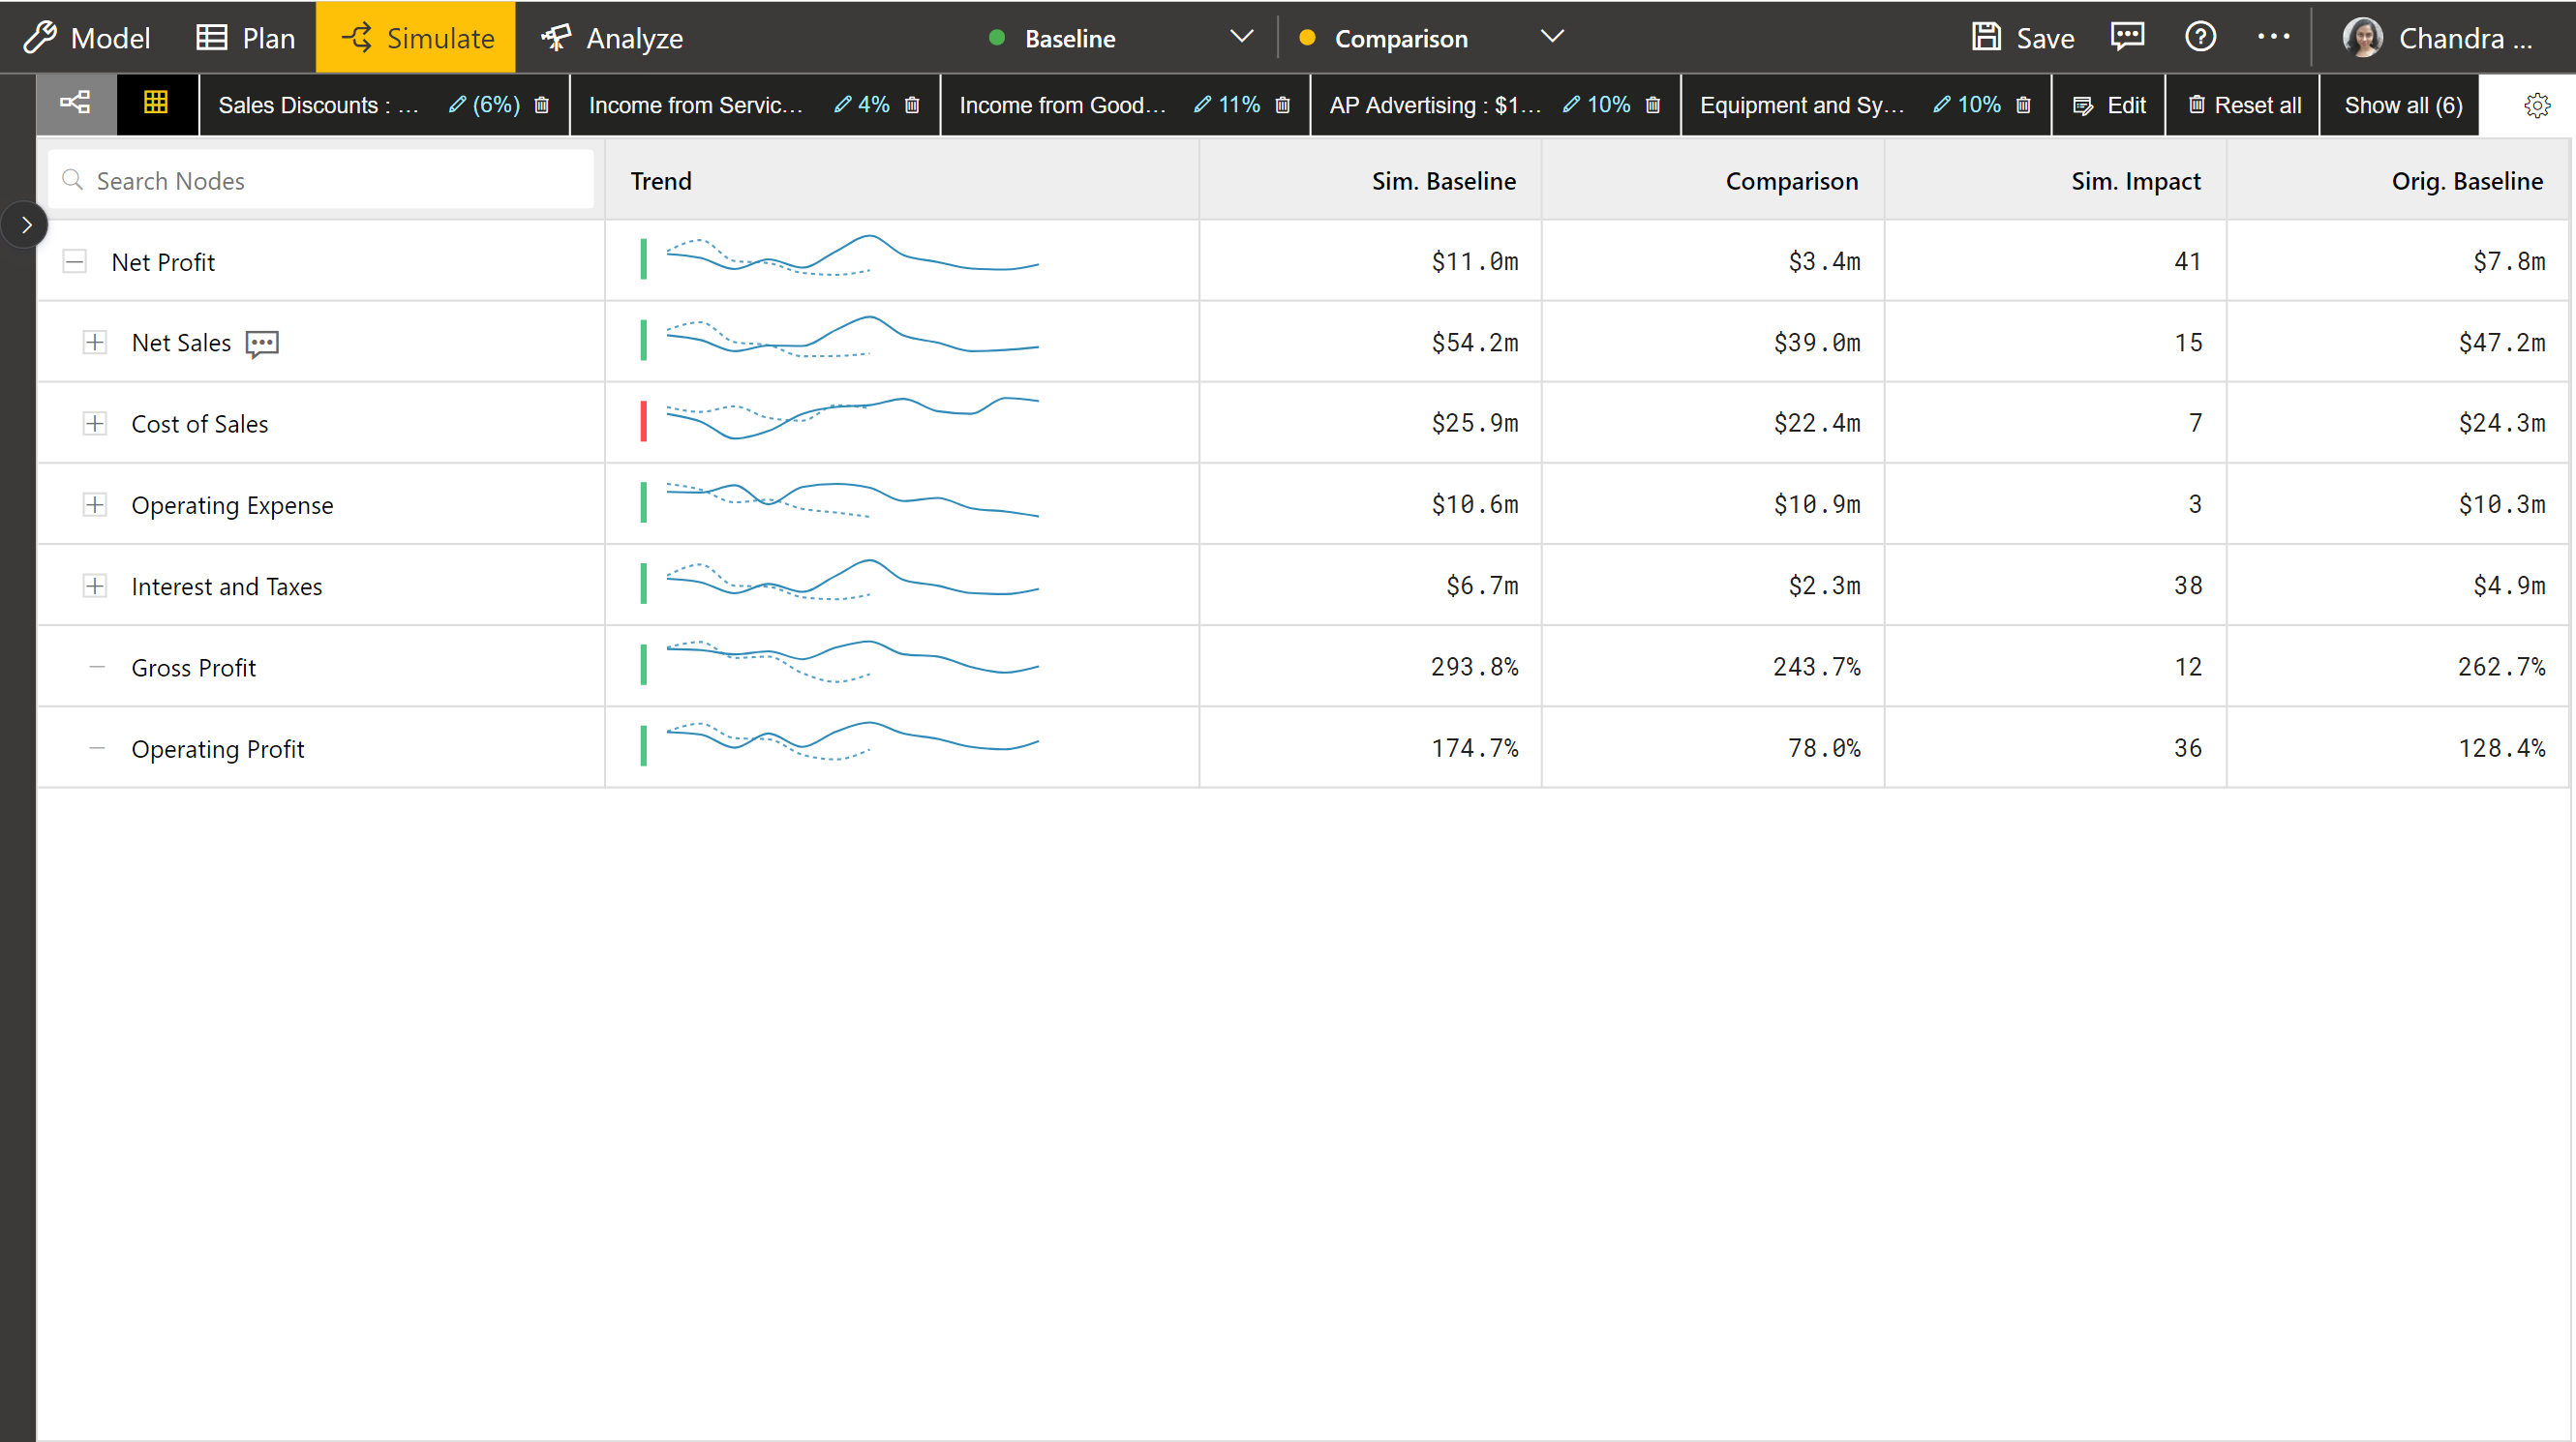 Model Plan Simulate Analyze Baseline Comparison Save Chandra ...
Sales Discounts : ... (6%) Income from Servic... 4% Income from Good... 11% AP Advertising : $1... 10% Equipment and Sy... 10% Edit Reset all Show all (6)
Search Nodes Trend Sim. Baseline Comparison Sim. Impact Orig. Baseline
Net Profit $11.0m $3.4m 41 $7.8m
Net Sales $54.2m $39.0m 15 $47.2m
Cost of Sales $25.9m $22.4m 7 $24.3m
Operating Expense $10.6m $10.9m 3 $10.3m
Interest and Taxes $6.7m $2.3m 38 $4.9m
Gross Profit 293.8% 243.7% 12 262.7%
Operating Profit 174.7% 78.0% 36 128.4%